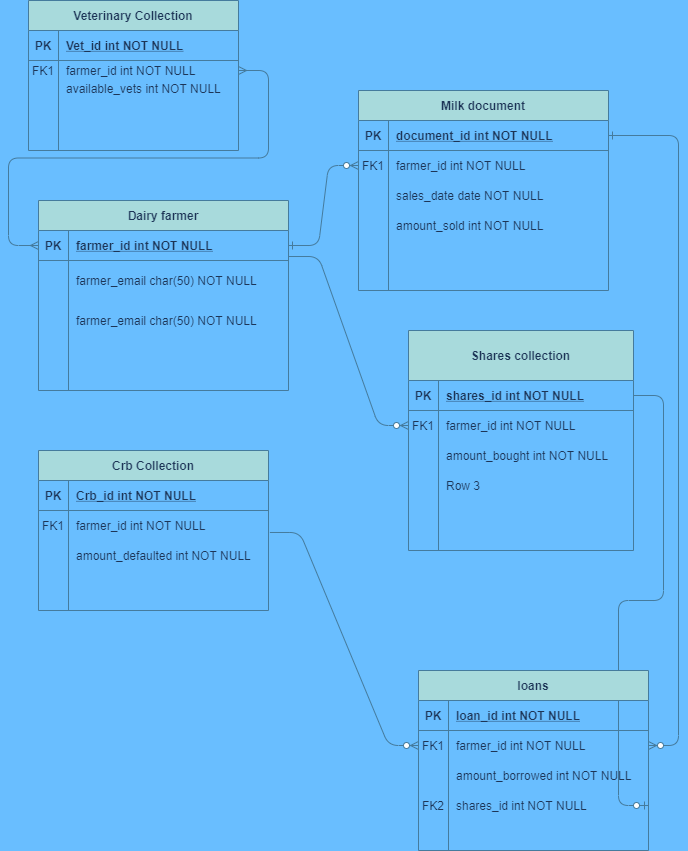 Veterinary Collection
PK Vet_id int NOT NULL
FK1 farmer_id int NOT NULL
available_vets int NOT NULL
Milk document
PK document_id int NOT NULL
FK1 farmer_id int NOT NULL
sales_date date NOT NULL
amount_sold int NOT NULL
Dairy farmer
PK farmer_id int NOT NULL
farmer_email char(50) NOT NULL
farmer_email char(50) NOT NULL
Shares collection
PK shares_id int NOT NULL
FK1 farmer_id int NOT NULL
amount_bought int NOT NULL
Row 3
Crb Collection
PK Crb_id int NOT NULL
FK1 farmer_id int NOT NULL
amount_defaulted int NOT NULL
loans
PK loan_id int NOT NULL
FK1 farmer_id int NOT NULL
amount_borrowed int NOT NULL
FK2 shares_id int NOT NULL